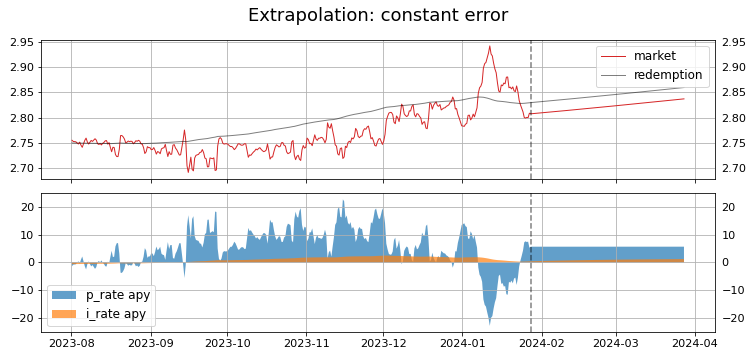 Extrapolation: constant error
2.95 2.95
2.90 2.90
2.85 2.85
2.80 2.80
2.75 2.75
2.70 2.70
market
redemption
20 20
10 10
0 0
−10 −10
−20 −20
p_rate apy
i_rate apy
2023-08 2023-09 2023-10 2023-11 2023-12 2024-01 2024-02 2024-03 2024-04